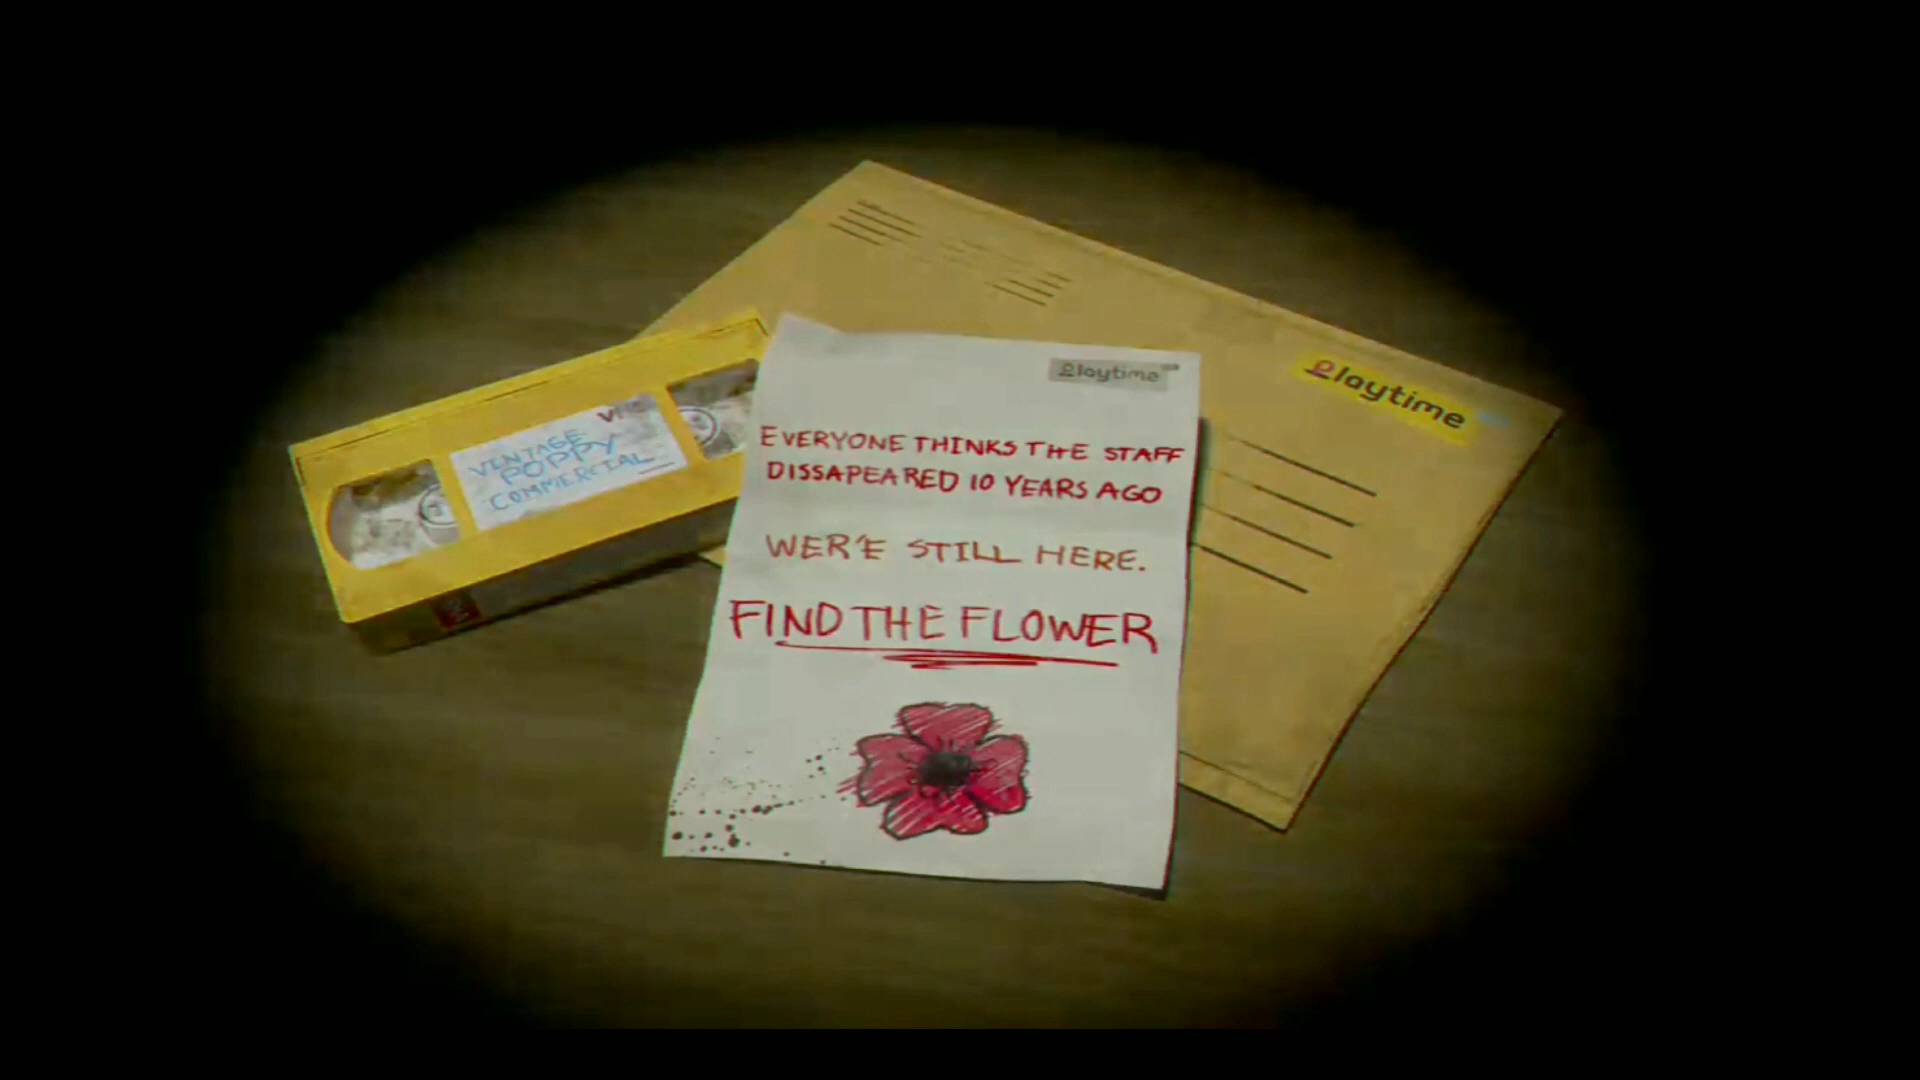 VINTAGE
POPPY
COMMERCIAL
Playtime
EVERYONE THINKS THE STAFF
DISSAPEARED 10 YEARS AGO
WER'E STILL HERE.
FIND THE FLOWER
Playtime